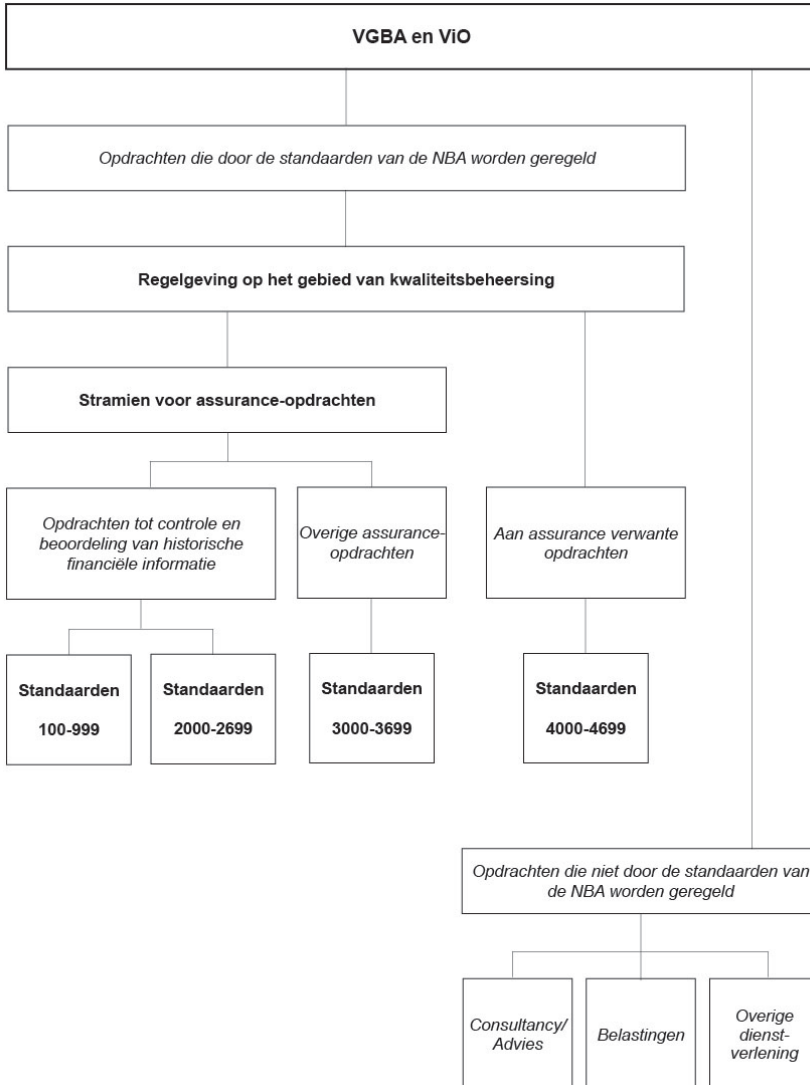 VGBA en ViO
Opdrachten die door de standaarden van de NBA worden geregeld
Regelgeving op het gebied van kwaliteitsbeheersing
Stramien voor assurance-opdrachten
Opdrachten tot controle en
beoordeling van historische
financiële informatie
Overige assurance-
opdrachten
Aan assurance verwante
opdrachten
Standaarden
100-999
Standaarden
2000-2699
Standaarden
3000-3699
Standaarden
4000-4699
Opdrachten die niet door de standaarden van
de NBA worden geregeld
Consultancy/
Advies
Belastingen
Overige
dienst-
verlening